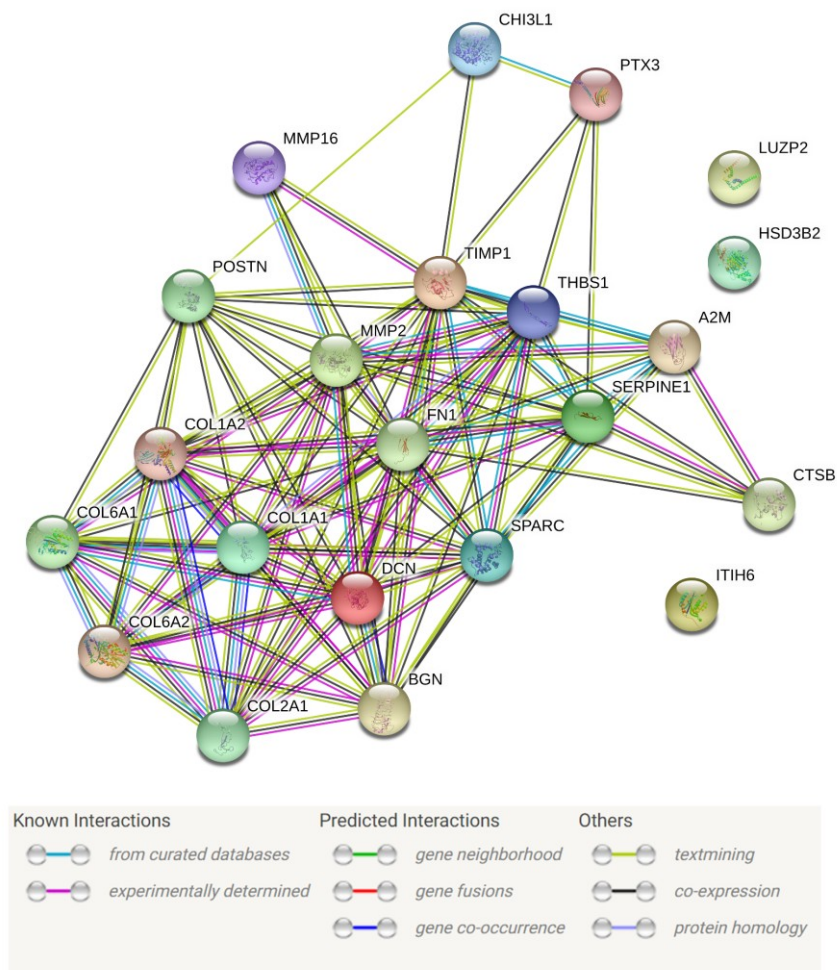 CHI3L1
PTX3
MMP16
LUZP2
HSD3B2
POSTN
TIMP1
THBS1
A2M
MMP2
SERPINE1
FN1
COL1A2
CTSB
COL6A1
COL1A1
SPARC
DCN
ITIH6
COL6A2
BGN
COL2A1
Known Interactions
from curated databases
experimentally determined
Predicted Interactions
gene neighborhood
gene fusions
gene co-occurrence
Others
textmining
co-expression
protein homology